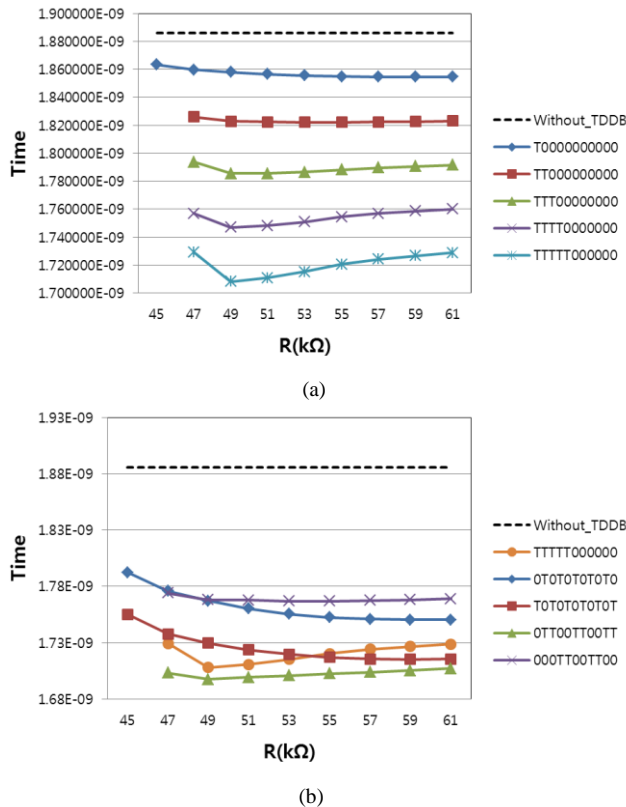 1.900000E-09
1.880000E-09
1.860000E-09
1.840000E-09
1.820000E-09
1.800000E-09
1.780000E-09
1.760000E-09
1.740000E-09
1.720000E-09
1.700000E-09
Time
45 47 49 51 53 55 57 59 61
R(kΩ)
Without_TDDB
T0000000000
TT000000000
TTT00000000
TTTT0000000
TTTTT000000
(a)
1.93E-09
1.88E-09
1.83E-09
1.78E-09
1.73E-09
1.68E-09
Time
45 47 49 51 53 55 57 59 61
R(kΩ)
Without_TDDB
TTTTT000000
0T0T0T0T0T0
T0T0T0T0T0T
0TT00TT00TT
000TT00TT00
(b)